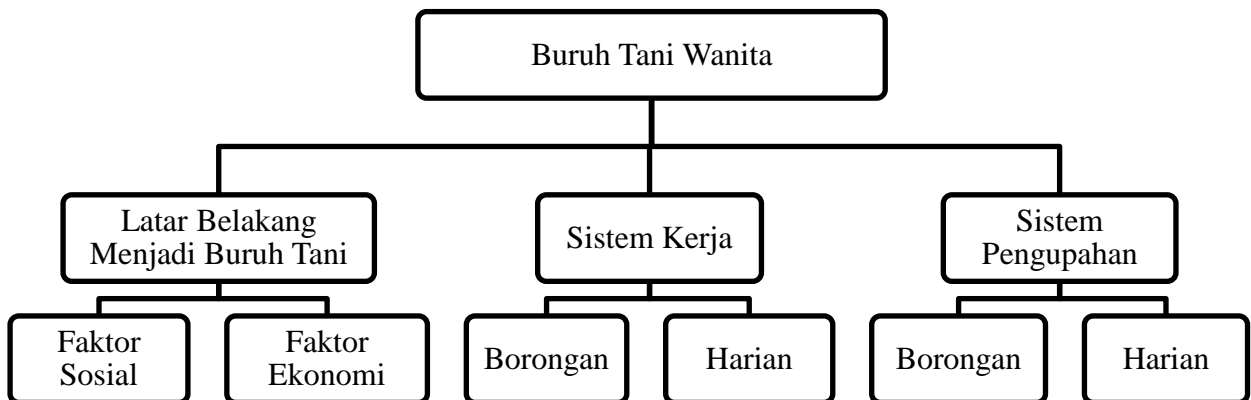 Buruh Tani Wanita
Latar Belakang
Menjadi Buruh Tani
Sistem Kerja
Sistem
Pengupahan
Faktor
Sosial
Faktor
Ekonomi
Borongan
Harian
Borongan
Harian